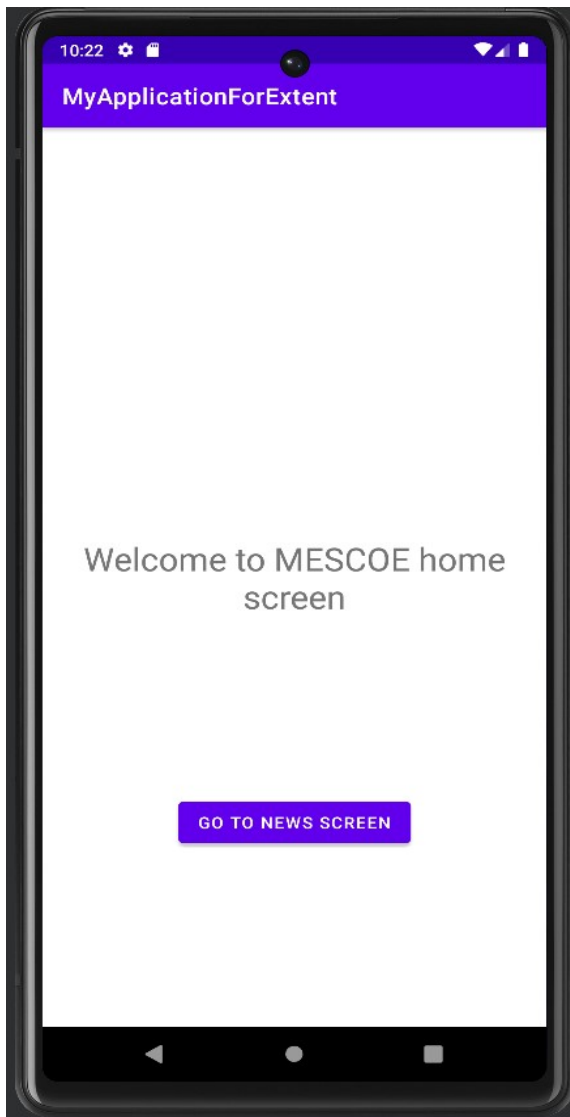 10:22
MyApplicationForExtent
Welcome to MESCOE home
screen
GO TO NEWS SCREEN